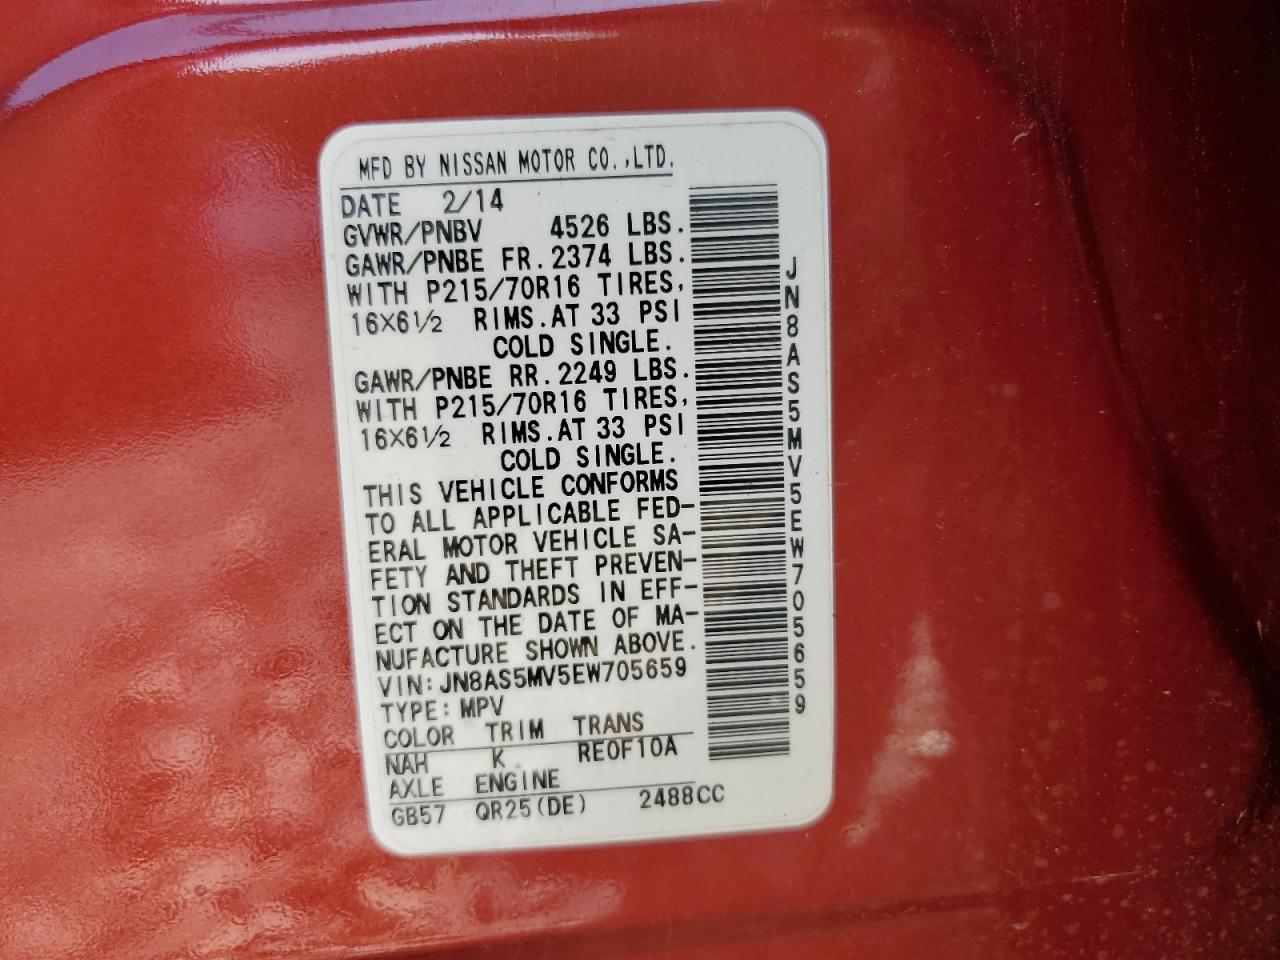 MFD BY NISSAN MOTOR CO.,LTD.
DATE 2/14
GVWR/PNBV 4526 LBS.
GAWR/PNBE FR.2374 LBS.
WITH P215/70R16 TIRES,
16X6½ RIMS.AT 33 PSI
COLD SINGLE.
GAWR/PNBE RR.2249 LBS.
WITH P215/70R16 TIRES,
16X6½ RIMS.AT 33 PSI
COLD SINGLE.
THIS VEHICLE CONFORMS
TO ALL APPLICABLE FED-
ERAL MOTOR VEHICLE SA-
FETY AND THEFT PREVEN-
TION STANDARDS IN EFF-
ECT ON THE DATE OF MA-
NUFACTURE SHOWN ABOVE.
VIN:JN8AS5MV5EW705659
TYPE:MPV
COLOR TRIM TRANS
NAH K RE0F10A
AXLE ENGINE
GB57 QR25(DE) 2488CC
JN8AS5MV5EW705659